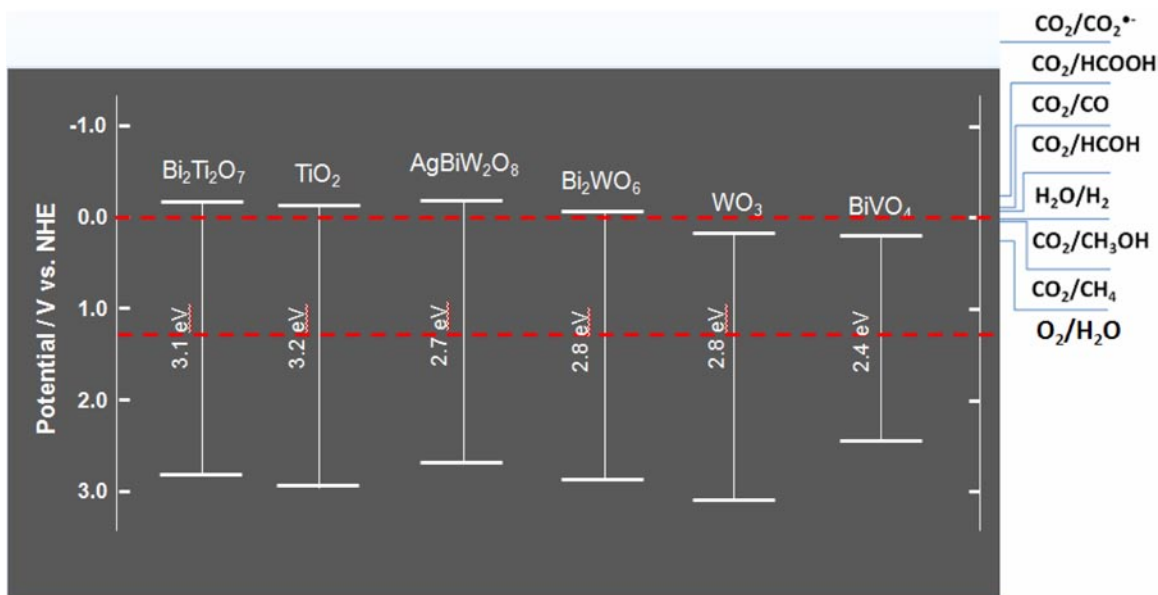 Potential / V vs. NHE
-1.0
0.0
1.0
2.0
3.0
Bi₂Ti₂O₇
3.1 eV
TiO₂
3.2 eV
AgBiW₂O₈
2.7 eV
Bi₂WO₆
2.8 eV
WO₃
2.8 eV
BiVO₄
2.4 eV
CO₂/CO₂•-
CO₂/HCOOH
CO₂/CO
CO₂/HCOH
H₂O/H₂
CO₂/CH₃OH
CO₂/CH₄
O₂/H₂O